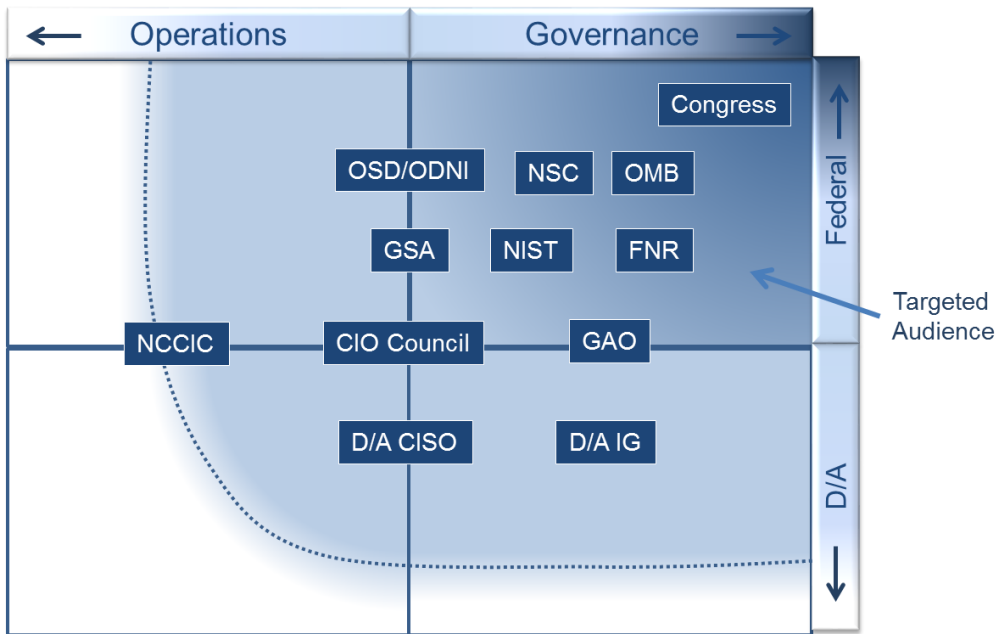 Operations
Governance
Congress
OSD/ODNI
NSC
OMB
Federal
GSA
NIST
FNR
Targeted
Audience
NCCIC
CIO Council
GAO
D/A CISO
D/A IG
D/A